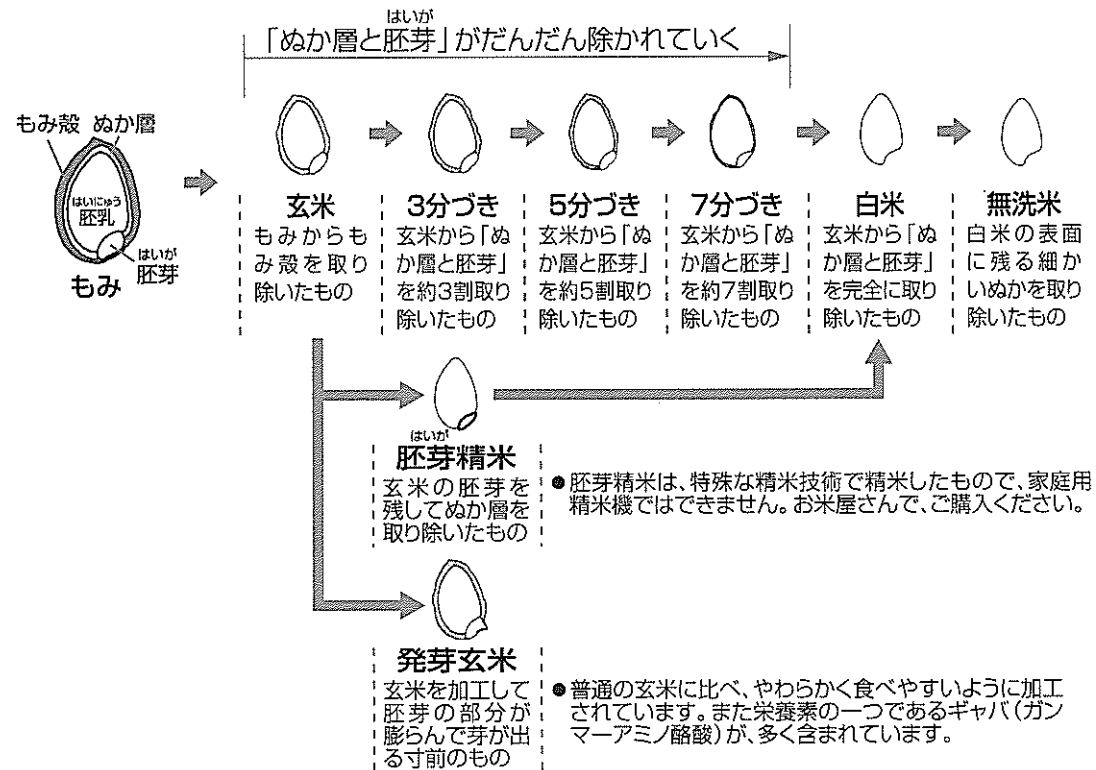 はいが
「ぬか層と胚芽」がだんだん除かれていく
もみ殻 ぬか層
はいにゅう
胚乳
はいが
胚芽
もみ
玄米
もみからも
み殻を取り
除いたもの
3分づき
玄米から「ぬ
か層と胚芽」
を約3割取り
除いたもの
5分づき
玄米から「ぬ
か層と胚芽」
を約5割取り
除いたもの
7分づき
玄米から「ぬ
か層と胚芽」
を約7割取り
除いたもの
白米
玄米から「ぬ
か層と胚芽」
を完全に取り
除いたもの
無洗米
白米の表面
に残る細か
いぬかを取り
除いたもの
はいが
胚芽精米
玄米の胚芽を
残してぬか層を
取り除いたもの
●胚芽精米は、特殊な精米技術で精米したもので、家庭用
精米機ではできません。お米屋さんで、ご購入ください。
発芽玄米
玄米を加工して
胚芽の部分が
膨らんで芽が出
る寸前のもの
●普通の玄米に比べ、やわらかく食べやすいように加工
されています。また栄養素の一つであるギャバ(ガン
マーアミノ酪酸)が、多く含まれています。